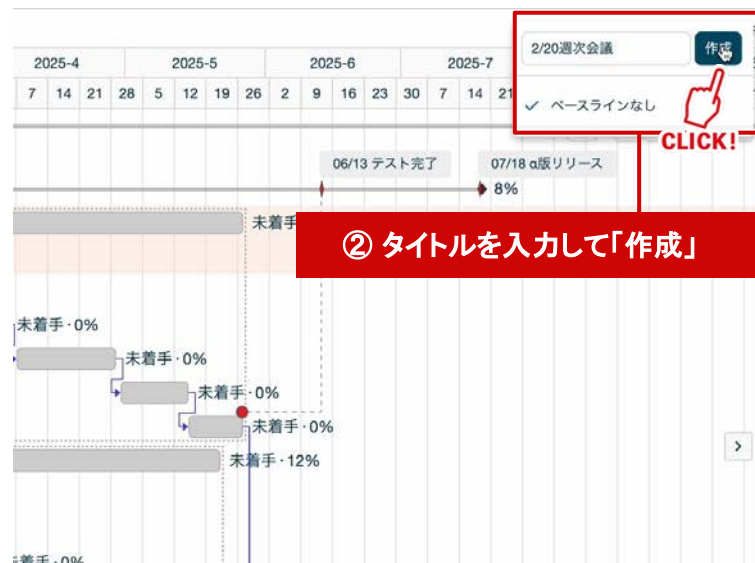 2/20週次会議
作成
2025-4 2025-5 2025-6 2025-7
7 14 21 28 5 12 19 26 2 9 16 23 30 7 14 21
ベースラインなし
CLICK!
06/13 テスト完了 07/18 α版リリース
8%
未着手
② タイトルを入力して「作成」
未着手・0%
未着手・0%
未着手・0%
未着手・0%
未着手・12%
未着手・0%